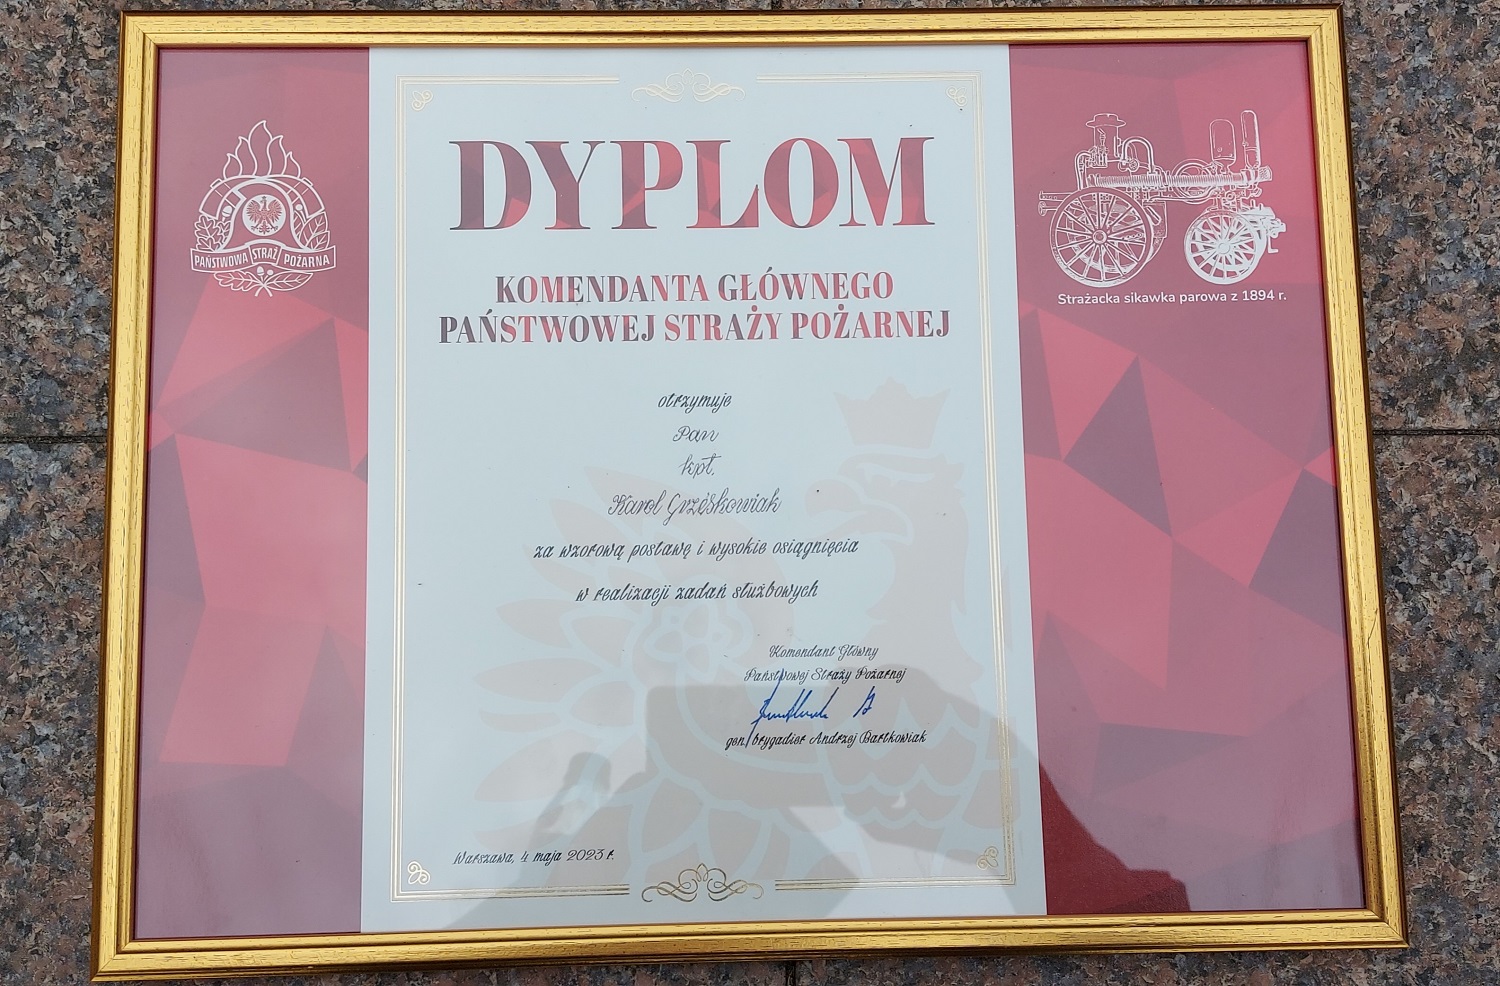 DYPLOM
KOMENDANTA GŁÓWNEGO
PAŃSTWOWEJ STRAŻY POŻARNEJ
PAŃSTWOWA STRAŻ POŻARNA
Strażacka sikawka parowa z 1894 r.
otrzymuje
Pan
kpt.
Karol Grześkowiak
za wzorową postawę i wysokie osiągnięcia
w realizacji zadań służbowych
Komendant Główny
Państwowej Straży Pożarnej
gen. brygadier Andrzej Bartkowiak
Warszawa, 4 maja 2023 r.